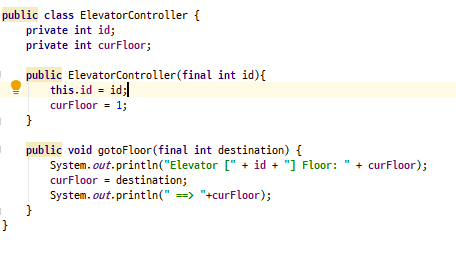 public class ElevatorController {
private int id;
private int curFloor;
public ElevatorController(final int id){
this.id = id;
curFloor = 1;
}
public void gotoFloor(final int destination) {
System.out.println("Elevator [" + id + "] Floor: " + curFloor);
curFloor = destination;
System.out.println(" ==> "+curFloor);
}
}